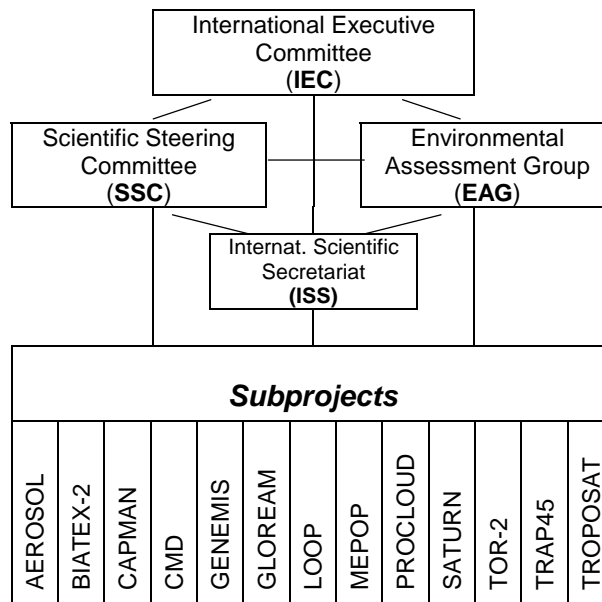 International Executive
Committee
(IEC)
Scientific Steering
Committee
(SSC)
Environmental
Assessment Group
(EAG)
Internat. Scientific
Secretariat
(ISS)
Subprojects
AEROSOL
BIATEX-2
CAPMAN
CMD
GENEMIS
GLOREAM
LOOP
MEPOP
PROCLOUD
SATURN
TOR-2
TRAP45
TROPOSAT